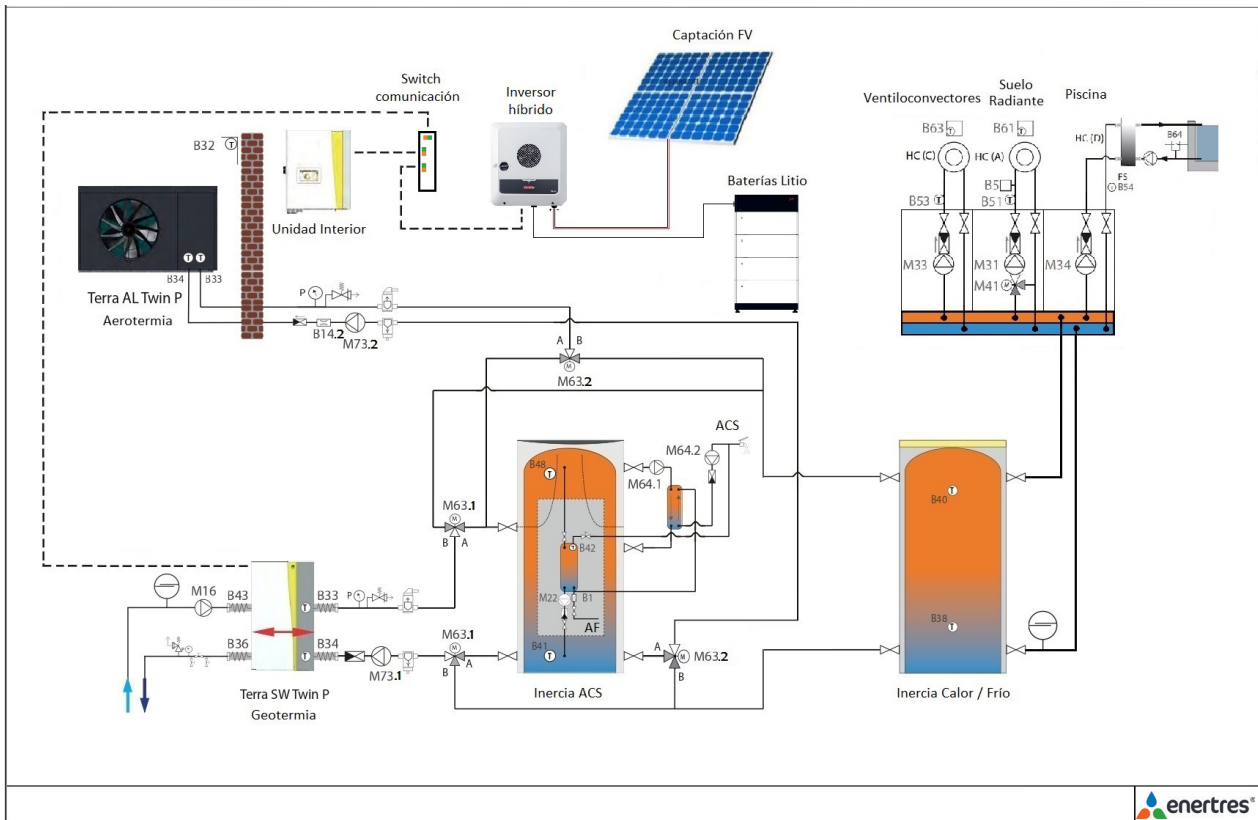 Captación FV
Switch
comunicación
Inversor
híbrido
Ventiloconvectores
Suelo
Radiante
Piscina
B63
T
B61
T
HC (D)
B64
T
HC (C)
HC (A)
FS
B54
B32
T
Unidad Interior
Baterías Litio
B5
B53
T
B51
T
T
T
B34
B33
M33
M31
M34
M41
M
Terra AL Twin P
Aerotermia
P
B14.2
M73.2
A
B
M
M63.2
ACS
M64.2
B48
T
M64.1
M63.1
M
B
A
B40
T
B42
T
M16
B43
T
B33
P
M22
B1
AF
B36
T
B34
M63.1
M
A
B
M73.1
B41
T
A
M
M63.2
B
B38
T
Terra SW Twin P
Geotermia
Inercia ACS
Inercia Calor / Frío
enertres®